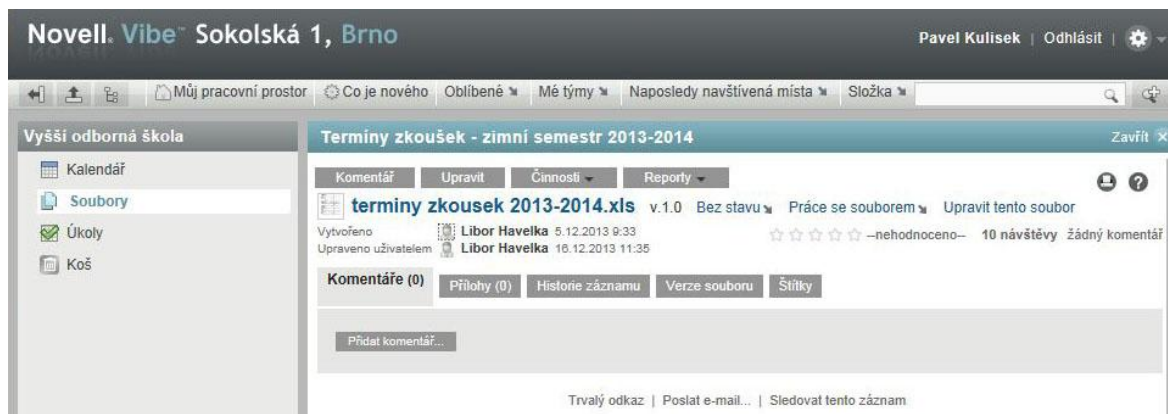 Novell. Vibe™ Sokolská 1, Brno
Pavel Kulisek | Odhlásit |
Můj pracovní prostor Co je nového Oblíbené Mé týmy Naposledy navštívená místa Složka
Vyšší odborná škola
Kalendář
Soubory
Úkoly
Koš
Termíny zkoušek - zimní semestr 2013-2014 Zavřít
Komentář Upravit Činnosti Reporty
terminy zkousek 2013-2014.xls v.1.0 Bez stavu Práce se souborem Upravit tento soubor
Vytvořeno Libor Havelka 5.12.2013 9:33
Upraveno uživatelem Libor Havelka 16.12.2013 11:35
--nehodnoceno-- 10 návštěvy žádný komentář
Komentáře (0) Přílohy (0) Historie záznamu Verze souboru Štítky
Přidat komentář...
Trvalý odkaz | Poslat e-mail... | Sledovat tento záznam